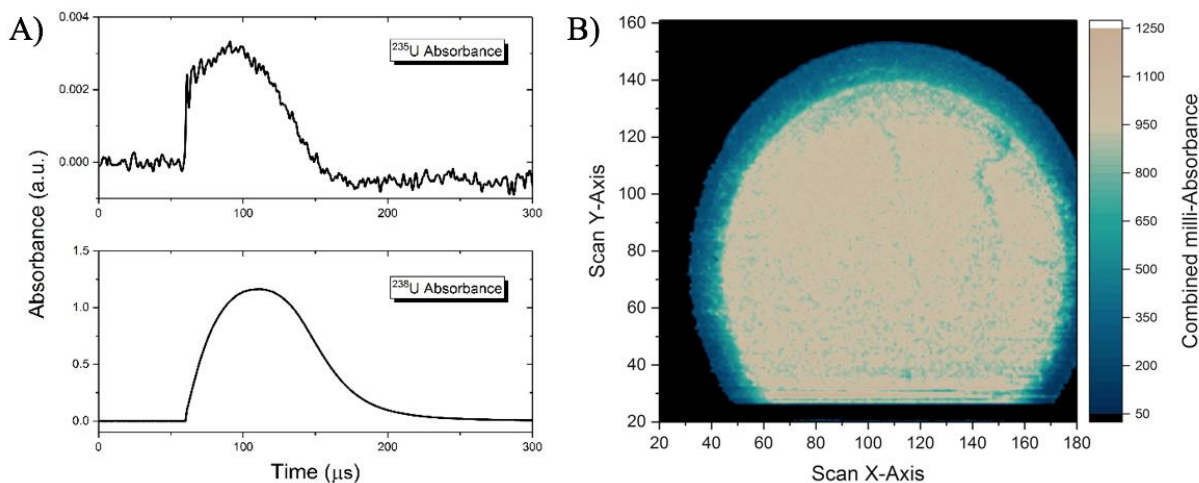 A)
0.004
0.002
0.000
²³⁵U Absorbance
0 100 200 300
Absorbance (a.u.)
1.5
1.0
0.5
0.0
²³⁸U Absorbance
0 100 200 300
Time (μs)
B)
160
140
120
100
80
60
40
20
Scan Y-Axis
20 40 60 80 100 120 140 160 180
Scan X-Axis
1250
1100
950
800
650
500
350
200
50
Combined milli-Absorbance